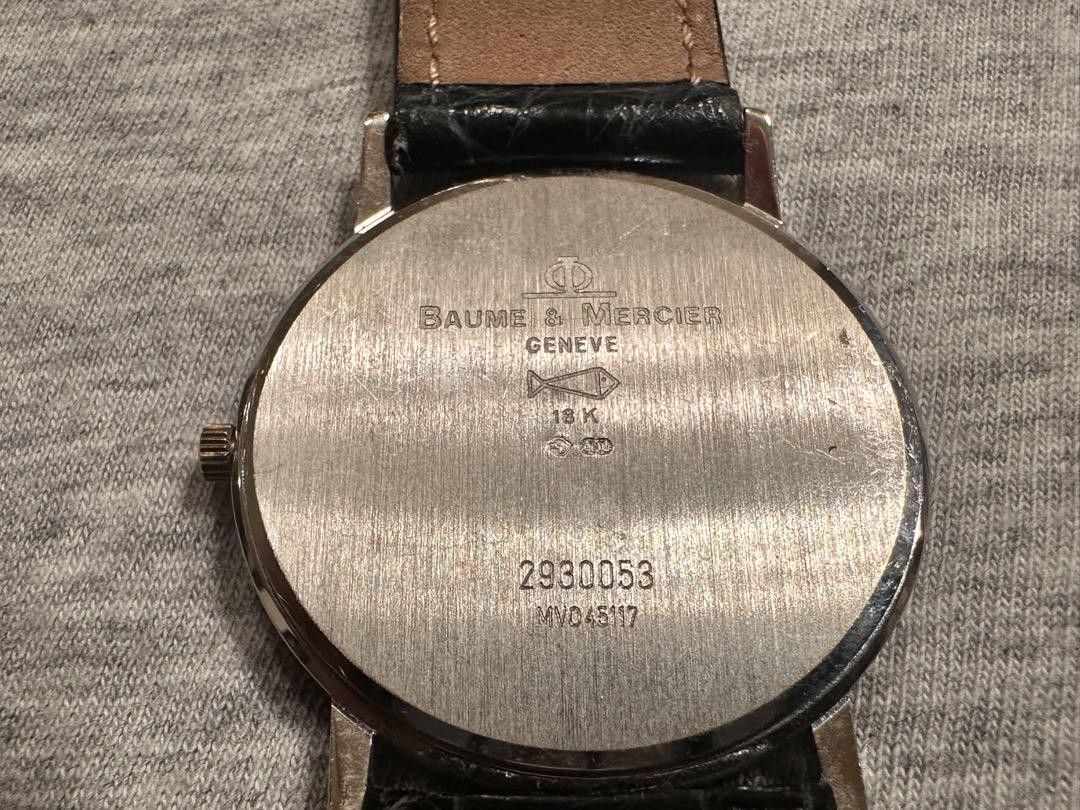 BAUME & MERCIER
GENEVE
18 K
2930053
MV045117